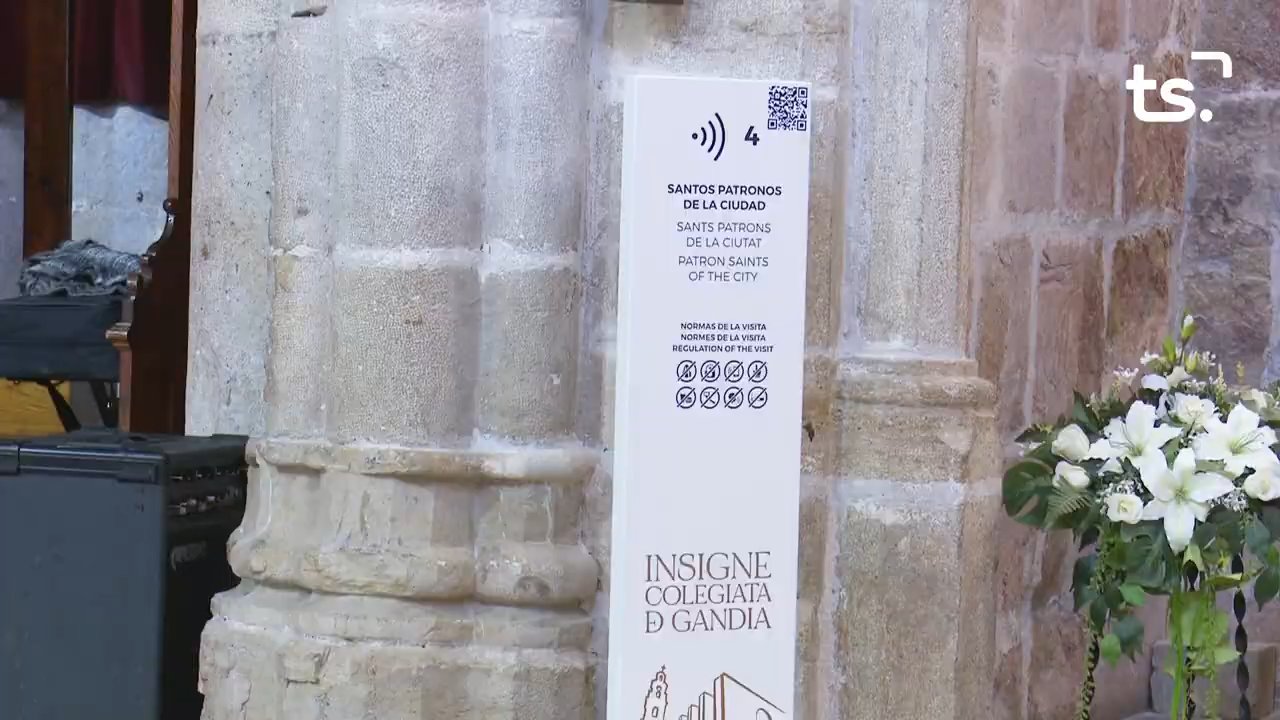 ts.
4
SANTOS PATRONOS
DE LA CIUDAD
SANTS PATRONS
DE LA CIUTAT
PATRON SAINTS
OF THE CITY
NORMAS DE LA VISITA
NORMES DE LA VISITA
REGULATION OF THE VISIT
INSIGNE
COLEGIATA
Đ GANDIA